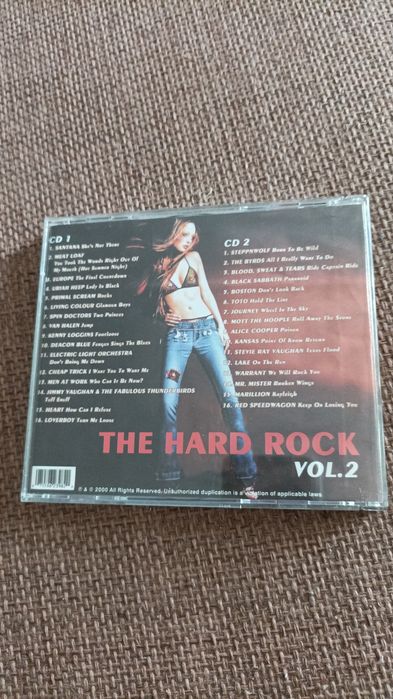 CD 1
1. SANTANA She's Not There
2. MEAT LOAF
You Took The Words Right Out Of
My Mouth (Hot Summer Night)
3. EUROPE The Final Countdown
4. URIAH HEEP Lady In Black
5. PRIMAL SCREAM Rocks
6. LIVING COLOUR Glamour Boys
7. SPIN DOCTORS Two Princes
8. VAN HALEN Jump
9. KENNY LOGGINS Footloose
10. DEACON BLUE Fergus Sings The Blues
11. ELECTRIC LIGHT ORCHESTRA
Don't Bring Me Down
12. CHEAP TRICK I Want You To Want Me
13. MEN AT WORK Who Can It Be Now?
14. JIMMY VAUGHAN & THE FABULOUS THUNDERBIRDS
Tuff Enuff
15. HEART How Can I Refuse
16. LOVERBOY Turn Me Loose
CD 2
1. STEPPNWOLF Born To Be Wild
2. THE BYRDS All I Really Want To Do
3. BLOOD, SWEAT & TEARS Ride Captain Ride
4. BLACK SABBATH Paranoid
5. BOSTON Don't Look Back
6. TOTO Hold The Line
7. JOURNEY Wheel In The Sky
8. MOTT THE HOOPLE Roll Away The Stone
9. ALICE COOPER Poison
KANSAS Point Of Know Return
STEVIE RAY VAUGHAN Texas Flood
LAKE On The Run
WARRANT We Will Rock You
MR. MISTER Broken Wings
15. MARILLION Kayleigh
16. REO SPEEDWAGON Keep On Loving You
THE HARD ROCK
VOL.2
℗ & © 2000 All Rights Reserved. Unauthorized duplication is a violation of applicable laws.